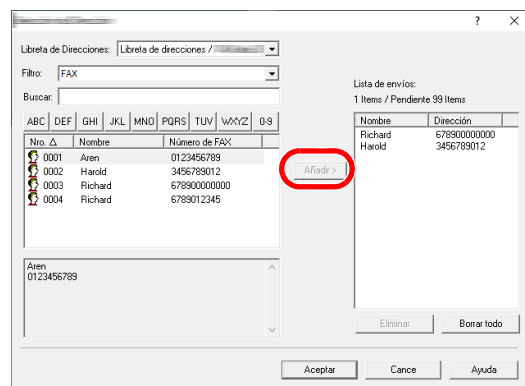 ? X
Libreta de Direcciones: Libreta de direcciones /
Filtro: FAX
Buscar:
ABC DEF GHI JKL MNO PQRS TUV WXYZ 0-9
Nro. △ Nombre Número de FAX
0001 Aren 0123456789
0002 Harold 3456789012
0003 Richard 678900000000
0004 Richard 6789012345
Aren
0123456789
Añadir >
Lista de envíos:
1 Items / Pendiente 99 Items
Nombre Dirección
Richard 678900000000
Harold 3456789012
Eliminar Borrar todo
Aceptar Cance Ayuda